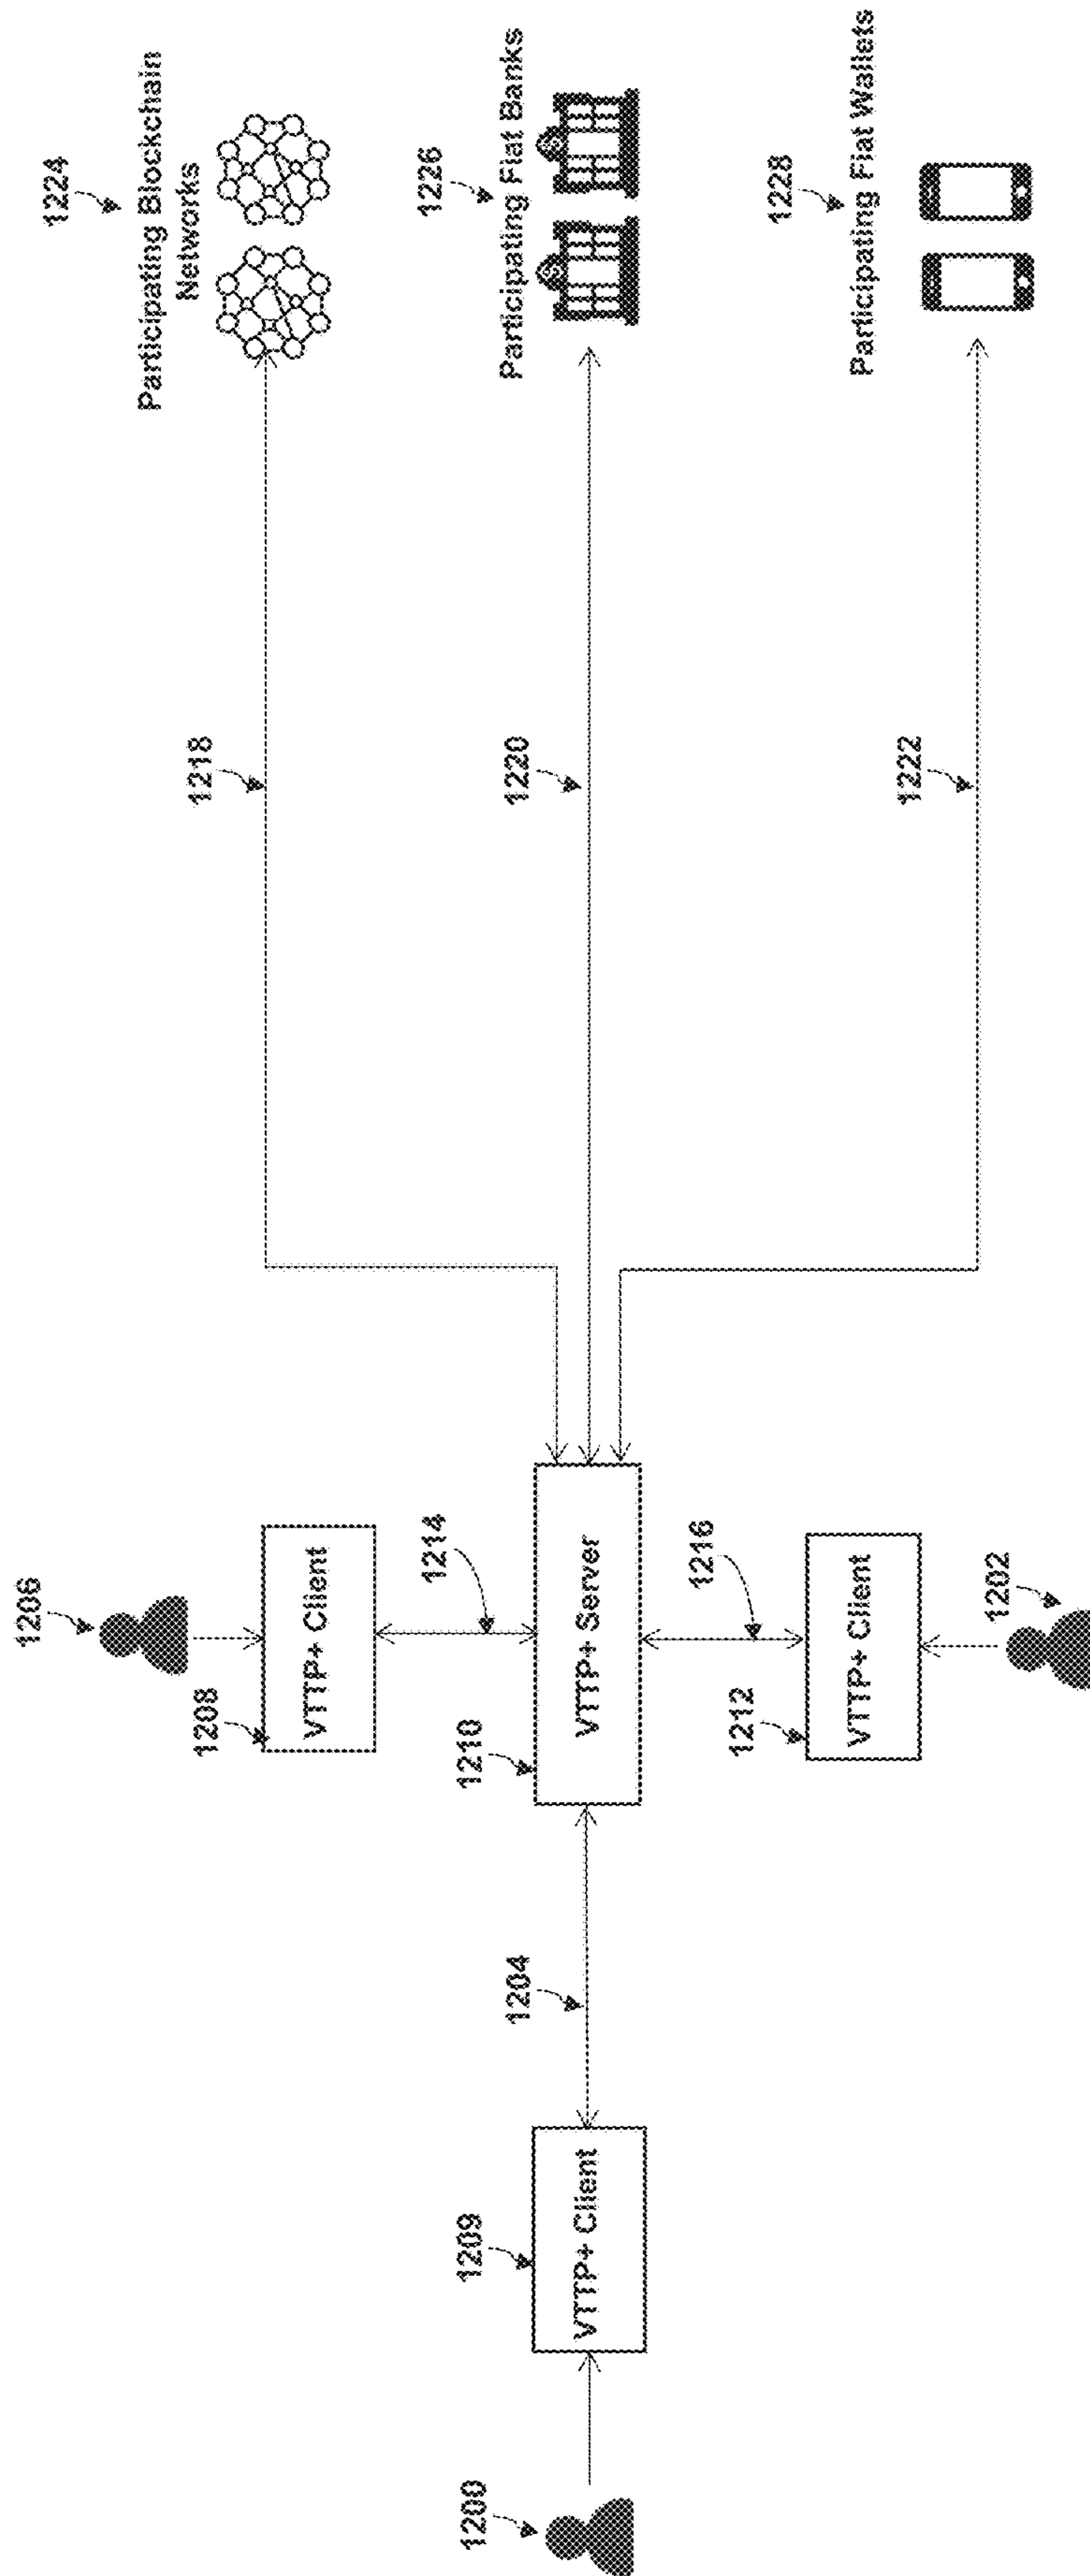 1200
1209
VTTP+ Client
1204
1206
1208
VTTP+ Client
1214
1210
VTTP+ Server
1216
1212
VTTP+ Client
1202
1218
1220
1222
1224
Participating Blockchain
Networks
1226
Participating Fiat Banks
1228
Participating Fiat Wallets